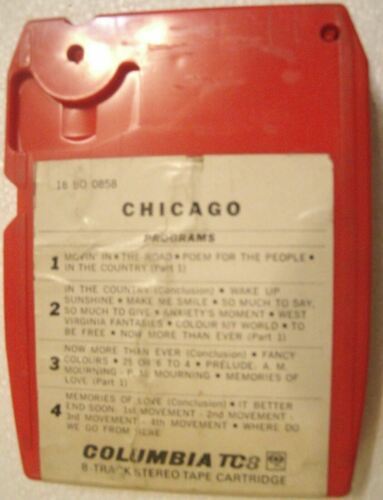 18 BO 0858
CHICAGO
PROGRAMS
1 MOVIN' IN • THE ROAD • POEM FOR THE PEOPLE •
IN THE COUNTRY (Part 1)
IN THE COUNTRY (Conclusion) • WAKE UP
2 SUNSHINE • MAKE ME SMILE • SO MUCH TO SAY,
SO MUCH TO GIVE • ANXIETY'S MOMENT • WEST
VIRGINIA FANTASIES • COLOUR MY WORLD • TO
BE FREE • NOW MORE THAN EVER (Part 1)
NOW MORE THAN EVER (Conclusion) • FANCY
3 COLOURS • 25 OR 6 TO 4 • PRELUDE: A. M.
MOURNING - P. M. MOURNING • MEMORIES OF
LOVE (Part 1)
MEMORIES OF LOVE (Conclusion) • IT BETTER
4 END SOON: 1st MOVEMENT - 2nd MOVEMENT -
3rd MOVEMENT - 4th MOVEMENT • WHERE DO
WE GO FROM HERE
COLUMBIA TC8
8-TRACK STEREO TAPE CARTRIDGE